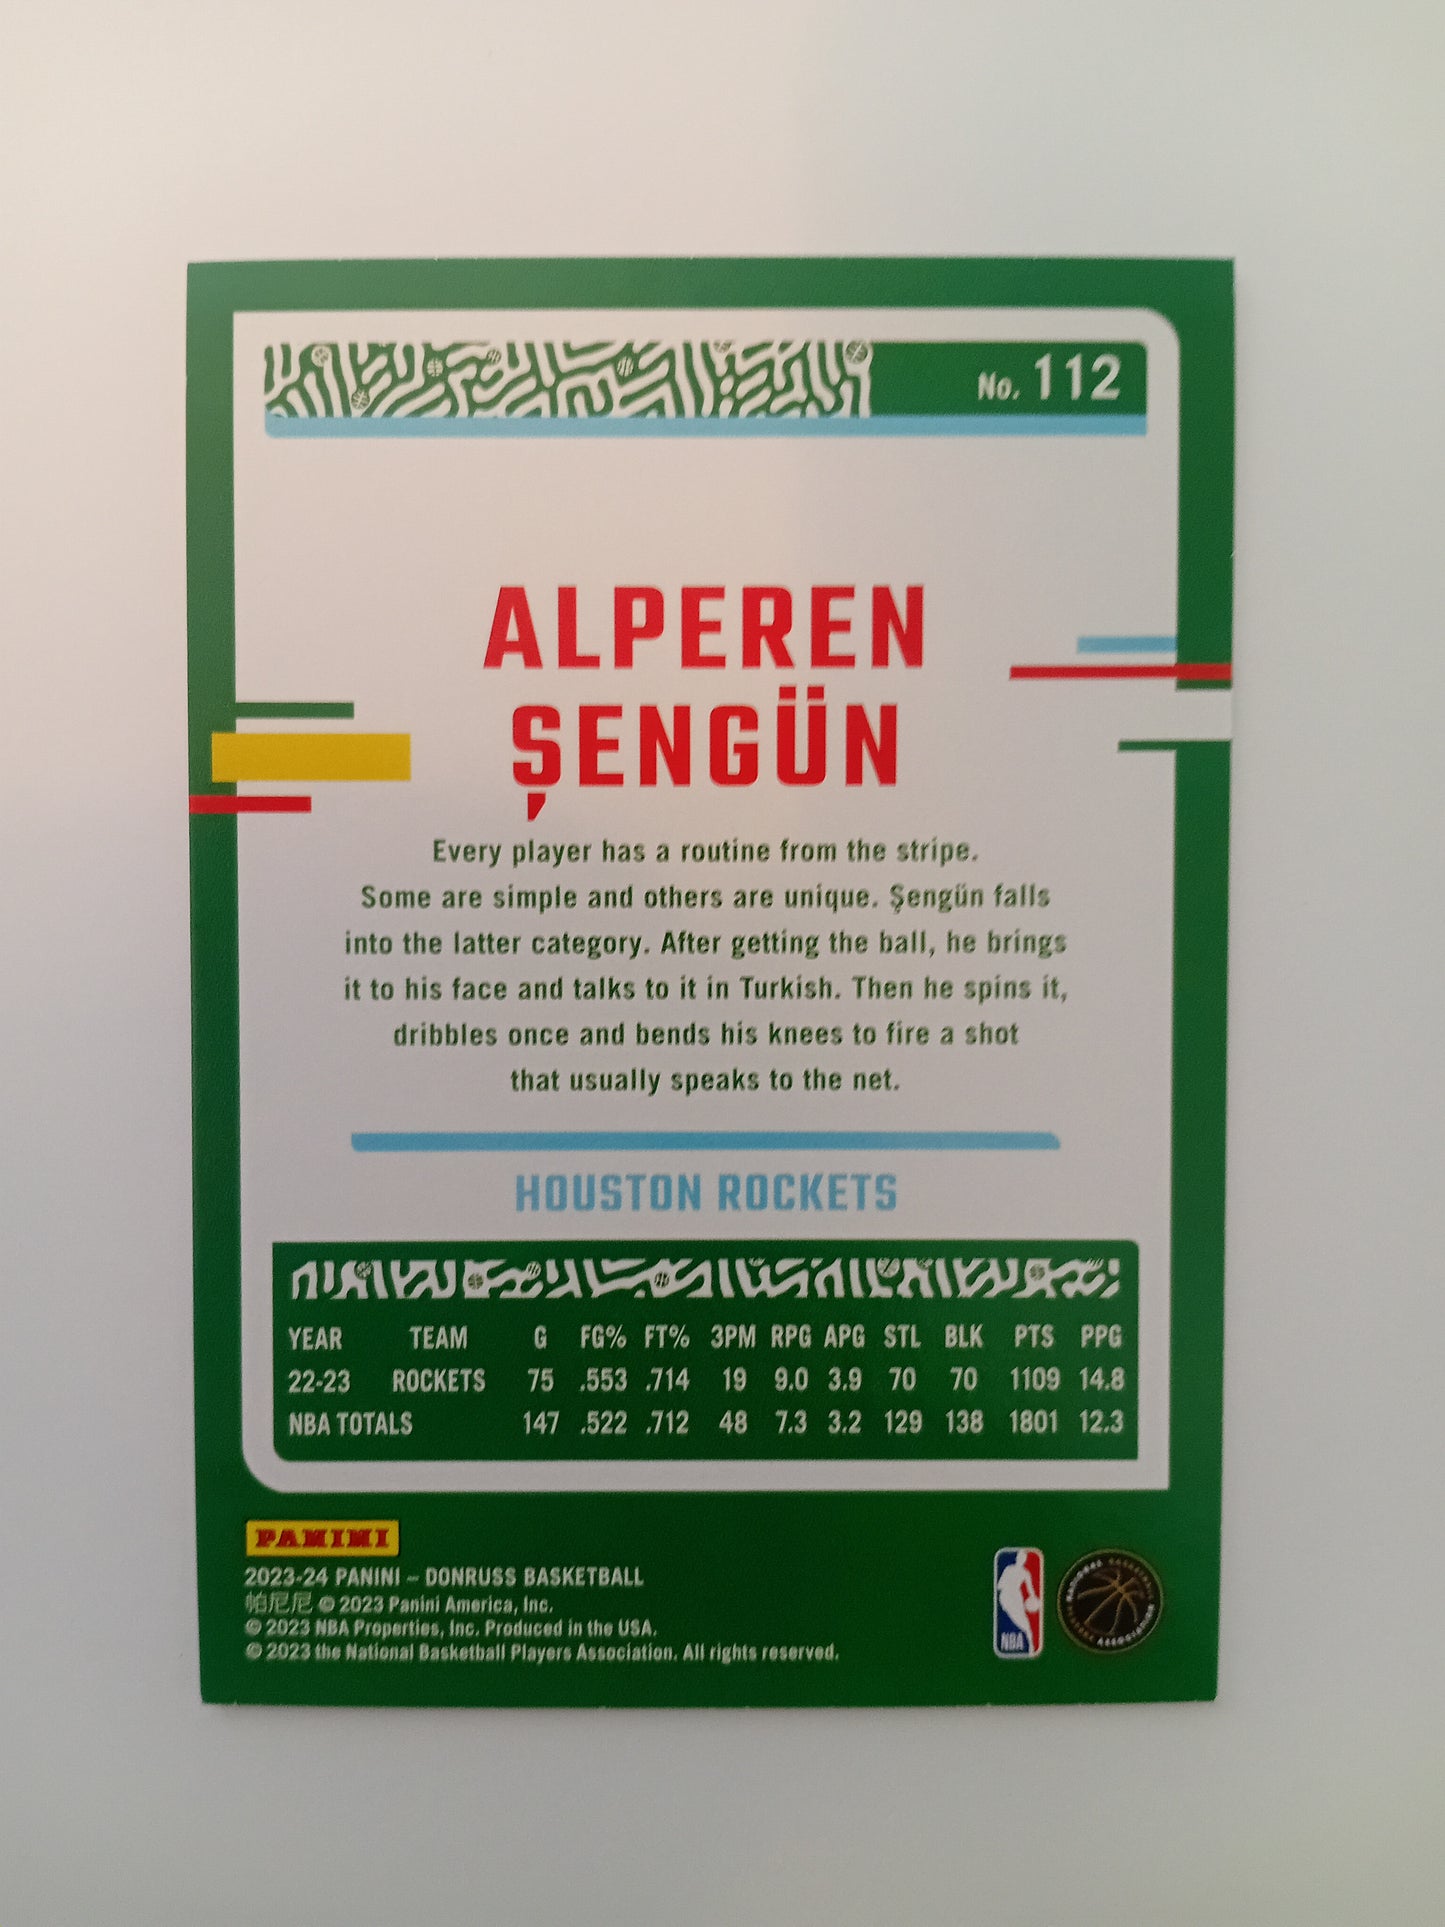 No. 112
ALPEREN
ŞENGÜN
Every player has a routine from the stripe.
Some are simple and others are unique. Şengün falls
into the latter category. After getting the ball, he brings
it to his face and talks to it in Turkish. Then he spins it,
dribbles once and bends his knees to fire a shot
that usually speaks to the net.
HOUSTON ROCKETS
YEAR TEAM G FG% FT% 3PM RPG APG STL BLK PTS PPG
22-23 ROCKETS 75 .553 .714 19 9.0 3.9 70 70 1109 14.8
NBA TOTALS 147 .522 .712 48 7.3 3.2 129 138 1801 12.3
PANINI
2023-24 PANINI – DONRUSS BASKETBALL
帕尼尼 © 2023 Panini America, Inc.
© 2023 NBA Properties, Inc. Produced in the USA.
© 2023 the National Basketball Players Association. All rights reserved.
NBA
NATIONAL BASKETBALL
PLAYERS ASSOCIATION